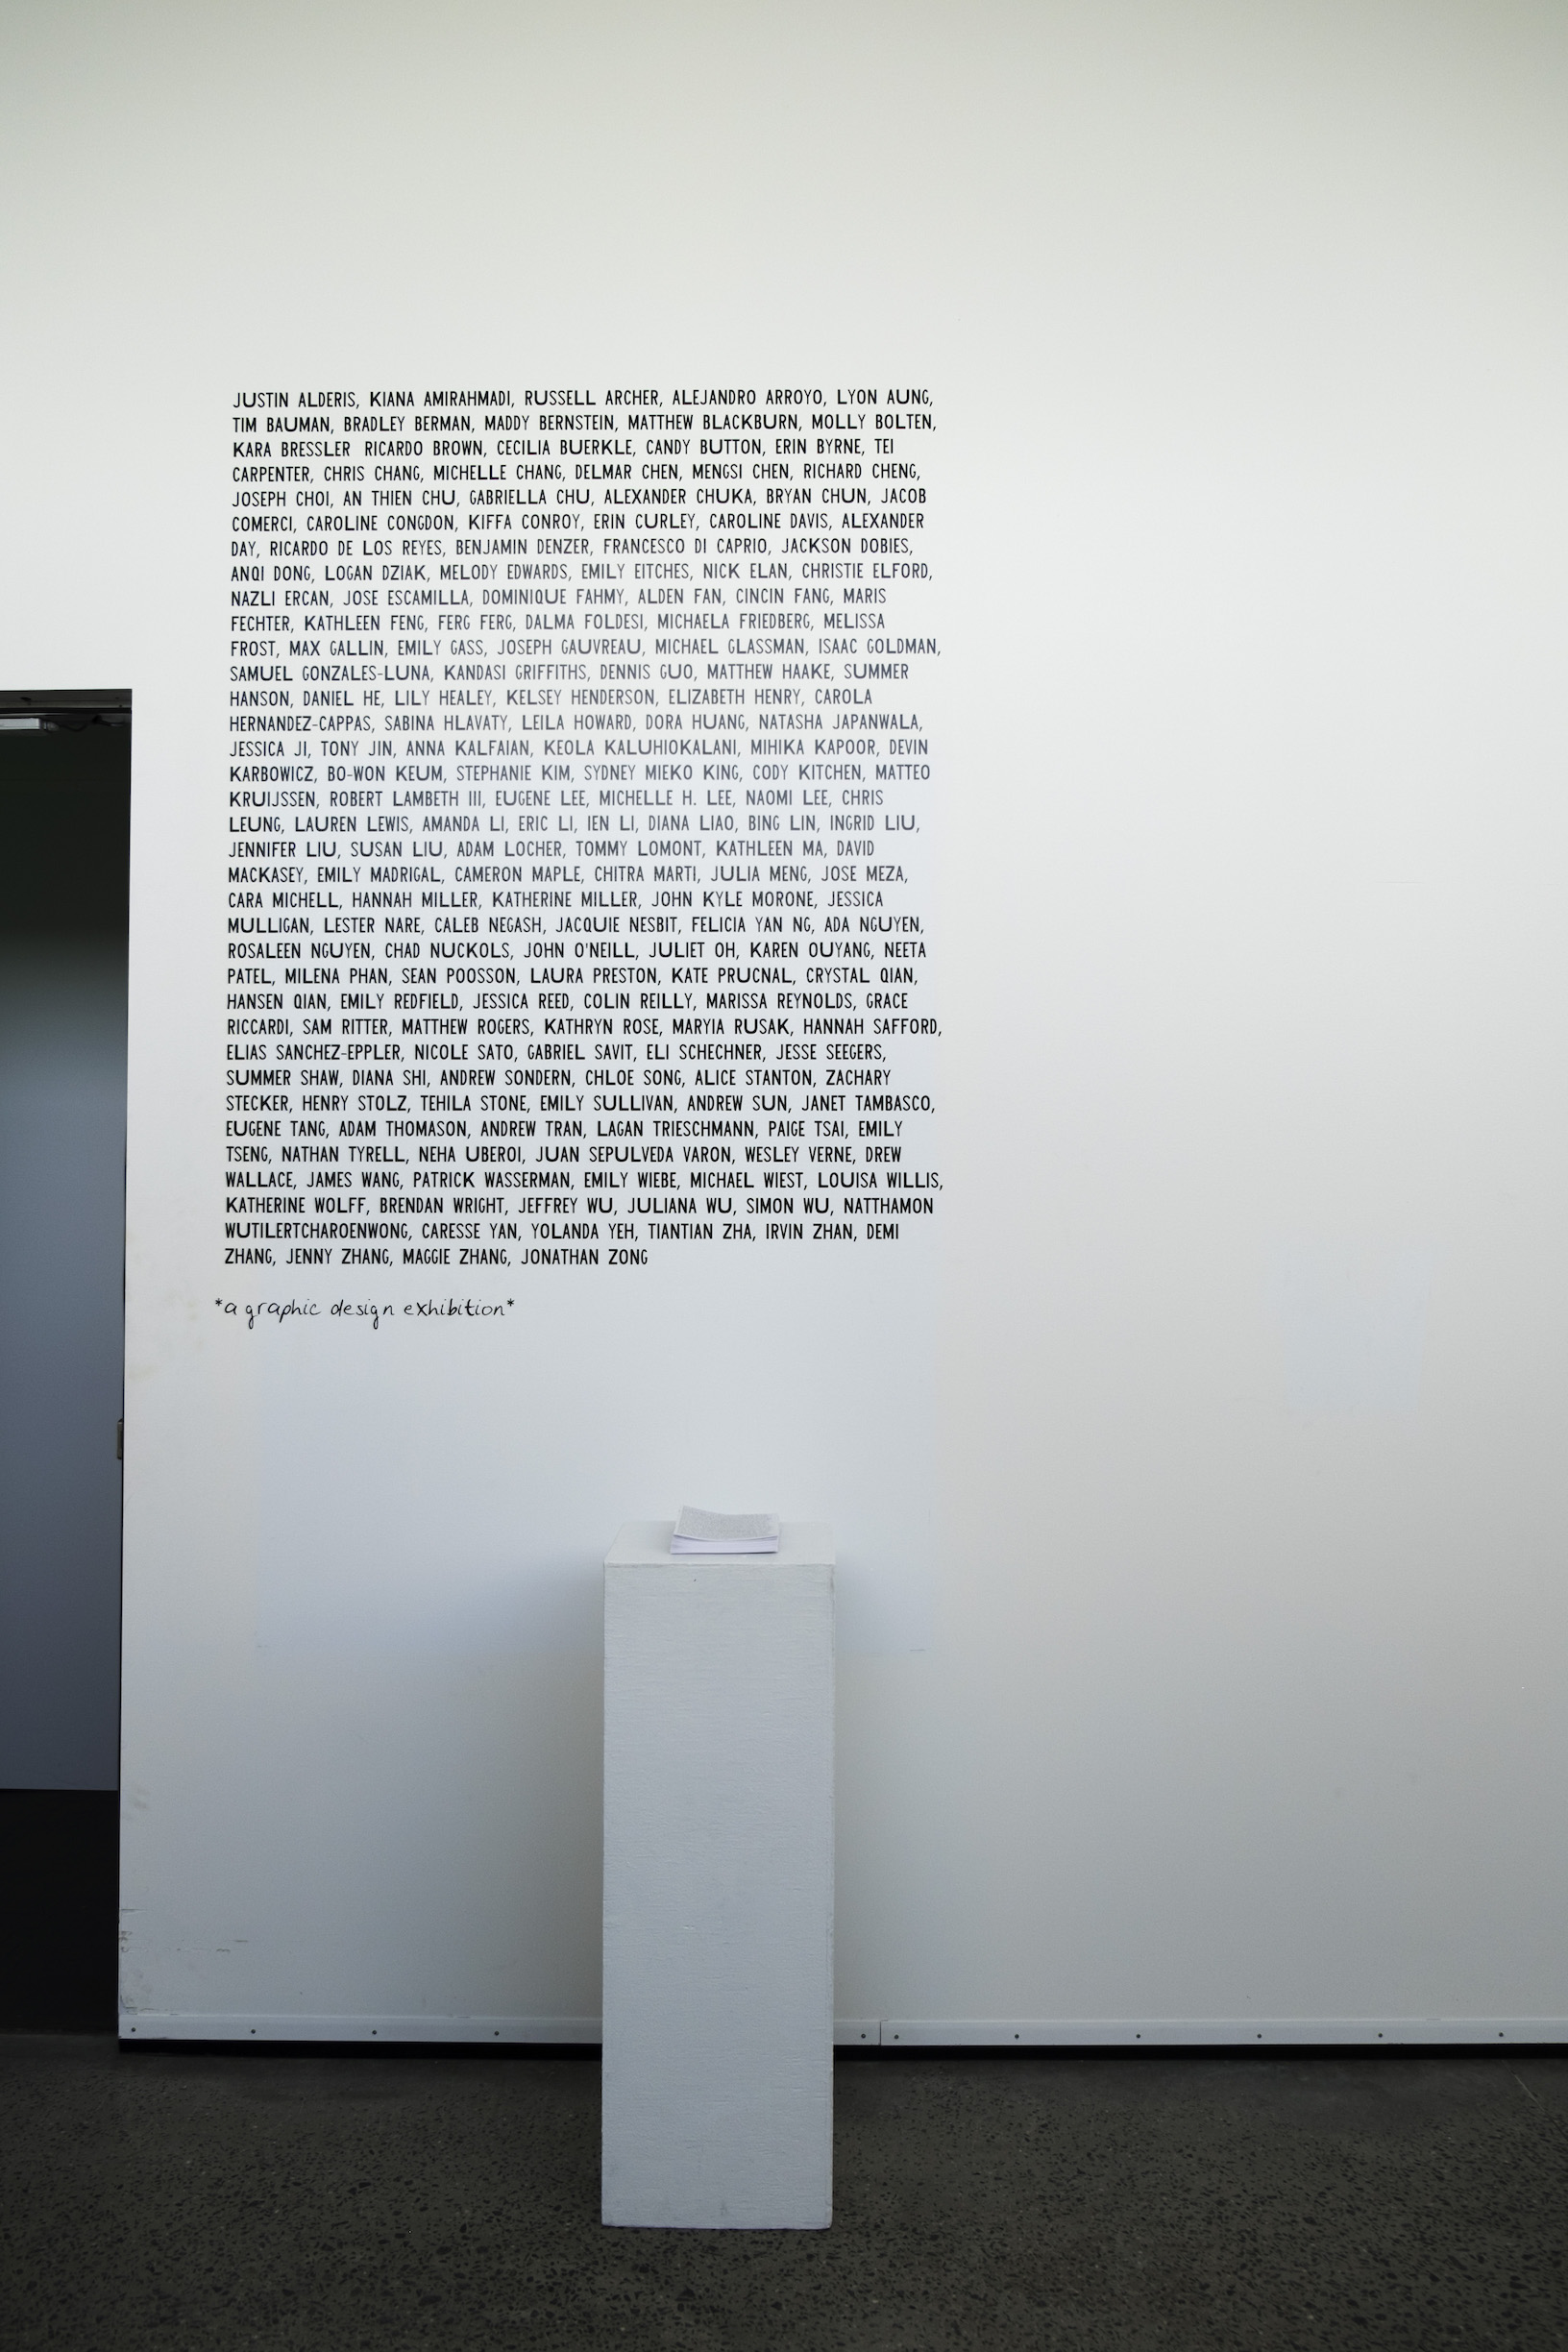 JUSTIN ALDERIS, KIANA AMIRAHMADI, RUSSELL ARCHER, ALEJANDRO ARROYO, LYON AUNG,
TIM BAUMAN, BRADLEY BERMAN, MADDY BERNSTEIN, MATTHEW BLACKBURN, MOLLY BOLTEN,
KARA BRESSLER RICARDO BROWN, CECILIA BUERKLE, CANDY BUTTON, ERIN BYRNE, TEI
CARPENTER, CHRIS CHANG, MICHELLE CHANG, DELMAR CHEN, MENGSI CHEN, RICHARD CHENG,
JOSEPH CHOI, AN THIEN CHU, GABRIELLA CHU, ALEXANDER CHUKA, BRYAN CHUN, JACOB
COMERCI, CAROLINE CONGDON, KIFFA CONROY, ERIN CURLEY, CAROLINE DAVIS, ALEXANDER
DAY, RICARDO DE LOS REYES, BENJAMIN DENZER, FRANCESCO DI CAPRIO, JACKSON DOBIES,
ANQI DONG, LOGAN DZIAK, MELODY EDWARDS, EMILY EITCHES, NICK ELAN, CHRISTIE ELFORD,
NAZLI ERCAN, JOSE ESCAMILLA, DOMINIQUE FAHMY, ALDEN FAN, CINCIN FANG, MARIS
FECHTER, KATHLEEN FENG, FERG FERG, DALMA FOLDESI, MICHAELA FRIEDBERG, MELISSA
FROST, MAX GALLIN, EMILY GASS, JOSEPH GAUVREAU, MICHAEL GLASSMAN, ISAAC GOLDMAN,
SAMUEL GONZALES-LUNA, KANDASI GRIFFITHS, DENNIS GUO, MATTHEW HAAKE, SUMMER
HANSON, DANIEL HE, LILY HEALEY, KELSEY HENDERSON, ELIZABETH HENRY, CAROLA
HERNANDEZ-CAPPAS, SABINA HLAVATY, LEILA HOWARD, DORA HUANG, NATASHA JAPANWALA,
JESSICA JI, TONY JIN, ANNA KALFAIAN, KEOLA KALUHIOKALANI, MIHIKA KAPOOR, DEVIN
KARBOWICZ, BO-WON KEUM, STEPHANIE KIM, SYDNEY MIEKO KING, CODY KITCHEN, MATTEO
KRUIJSSEN, ROBERT LAMBETH III, EUGENE LEE, MICHELLE H. LEE, NAOMI LEE, CHRIS
LEUNG, LAUREN LEWIS, AMANDA LI, ERIC LI, IEN LI, DIANA LIAO, BING LIN, INGRID LIU,
JENNIFER LIU, SUSAN LIU, ADAM LOCHER, TOMMY LOMONT, KATHLEEN MA, DAVID
MACKASEY, EMILY MADRIGAL, CAMERON MAPLE, CHITRA MARTI, JULIA MENG, JOSE MEZA,
CARA MICHELL, HANNAH MILLER, KATHERINE MILLER, JOHN KYLE MORONE, JESSICA
MULLIGAN, LESTER NARE, CALEB NEGASH, JACQUIE NESBIT, FELICIA YAN NG, ADA NGUYEN,
ROSALEEN NGUYEN, CHAD NUCKOLS, JOHN O'NEILL, JULIET OH, KAREN OUYANG, NEETA
PATEL, MILENA PHAN, SEAN POOSSON, LAURA PRESTON, KATE PRUCNAL, CRYSTAL QIAN,
HANSEN QIAN, EMILY REDFIELD, JESSICA REED, COLIN REILLY, MARISSA REYNOLDS, GRACE
RICCARDI, SAM RITTER, MATTHEW ROGERS, KATHRYN ROSE, MARYIA RUSAK, HANNAH SAFFORD,
ELIAS SANCHEZ-EPPLER, NICOLE SATO, GABRIEL SAVIT, ELI SCHECHNER, JESSE SEEGERS,
SUMMER SHAW, DIANA SHI, ANDREW SONDERN, CHLOE SONG, ALICE STANTON, ZACHARY
STECKER, HENRY STOLZ, TEHILA STONE, EMILY SULLIVAN, ANDREW SUN, JANET TAMBASCO,
EUGENE TANG, ADAM THOMASON, ANDREW TRAN, LAGAN TRIESCHMANN, PAIGE TSAI, EMILY
TSENG, NATHAN TYRELL, NEHA UBEROI, JUAN SEPULVEDA VARON, WESLEY VERNE, DREW
WALLACE, JAMES WANG, PATRICK WASSERMAN, EMILY WIEBE, MICHAEL WIEST, LOUISA WILLIS,
KATHERINE WOLFF, BRENDAN WRIGHT, JEFFREY WU, JULIANA WU, SIMON WU, NATTHAMON
WUTILERTCHAROENWONG, CARESSE YAN, YOLANDA YEH, TIANTIAN ZHA, IRVIN ZHAN, DEMI
ZHANG, JENNY ZHANG, MAGGIE ZHANG, JONATHAN ZONG
*a graphic design exhibition*